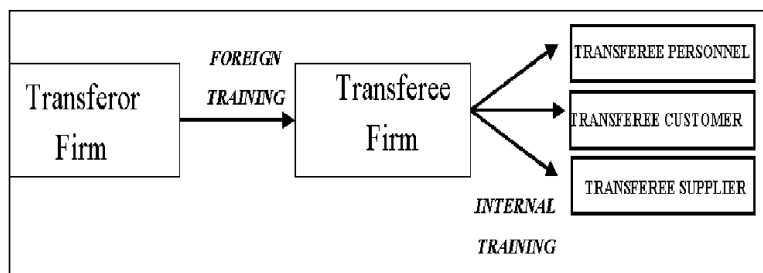 Transferor
Firm
FOREIGN
TRAINING
Transferee
Firm
TRANSFEREE PERSONNEL
TRANSFEREE CUSTOMER
TRANSFEREE SUPPLIER
INTERNAL
TRAINING